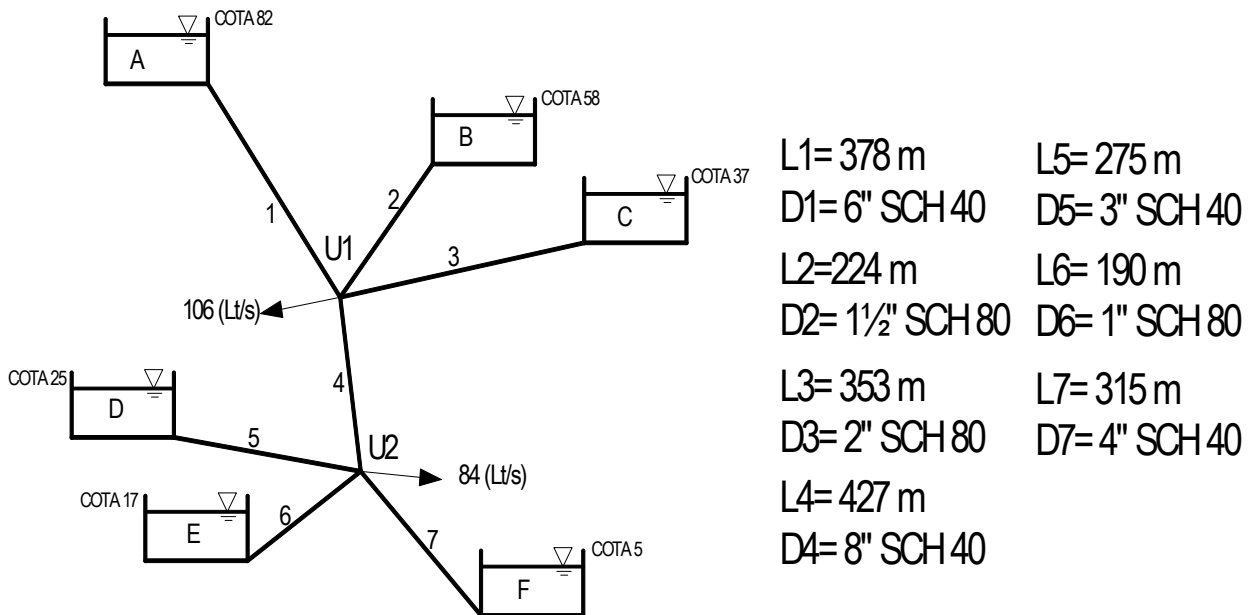 COTA 82
A
COTA 58
B
COTA 37
C
1
2
3
U1
106 (Lt/s)
4
COTA 25
D
5
U2
84 (Lt/s)
COTA 17
E
6
7
COTA 5
F
L1= 378 m
D1= 6" SCH 40
L2=224 m
D2= 1½" SCH 80
L3= 353 m
D3= 2" SCH 80
L4= 427 m
D4= 8" SCH 40
L5= 275 m
D5= 3" SCH 40
L6= 190 m
D6= 1" SCH 80
L7= 315 m
D7= 4" SCH 40